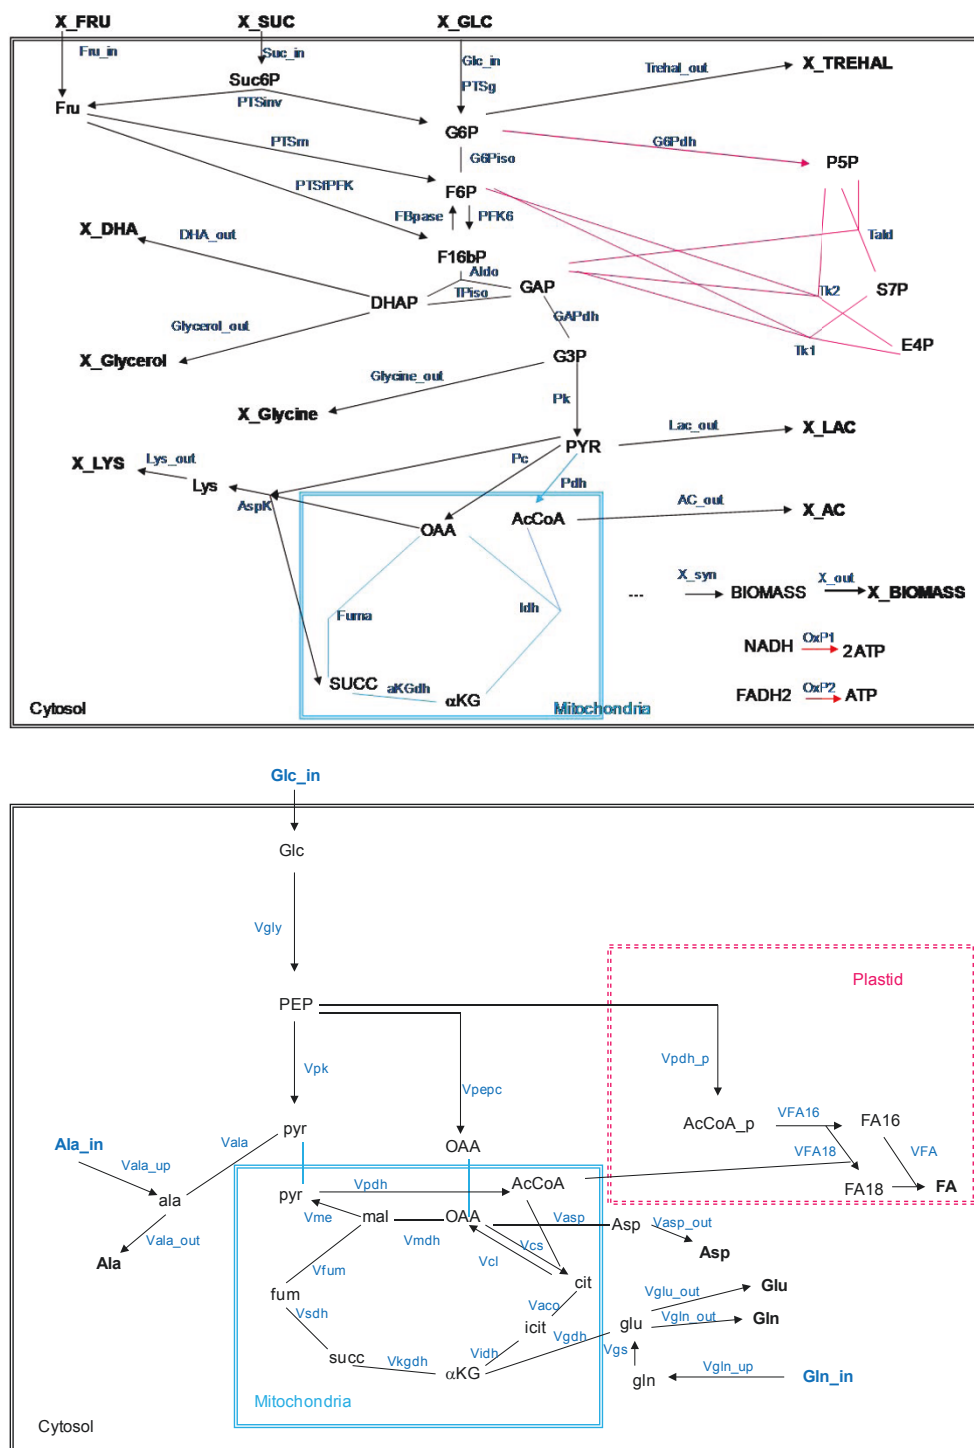 X_FRU X_SUC X_GLC
Fru_in Suc_in Glc_in
Suc6P Trehal_out X_TREHAL
PTSg
Fru PTSinv
G6P
PTSm G6Piso G6Pdh P5P
PTSfPFK F6P
X_DHA DHA_out FBpase PFK6 Tald
F16bP Aldo
DHAP TPiso GAP Tk2 S7P
Glycerol_out GAPdh
X_Glycerol G3P Tk1 E4P
Glycine_out
X_Glycine Pk
Lac_out X_LAC
X_LYS Lys_out PYR
Lys Pc Pdh
AspK OAA AcCoA AC_out X_AC
--- X_syn BIOMASS X_out X_BIOMASS
Fuma Idh
NADH OxP1 2ATP
SUCC aKGdh αKG FADH2 OxP2 ATP
Cytosol Mitochondria
Glc_in
Glc
Vgly
Plastid
PEP
Vpk Vpepc Vpdh_p
AcCoA_p VFA16 FA16
Ala_in Vala pyr OAA VFA18 VFA
Vala_up AcCoA FA18 FA
ala pyr Vpdh
Vme mal OAA Vasp Asp Vasp_out
Vala_out Vmdh Vcs Asp
Ala Vcl
Vfum cit Glu
fum Vglu_out
Vsdh Vaco glu Vgln_out Gln
icit Vgdh
succ Vkgdh Vidh Vgs
αKG gln Vgln_up Gln_in
Mitochondria
Cytosol